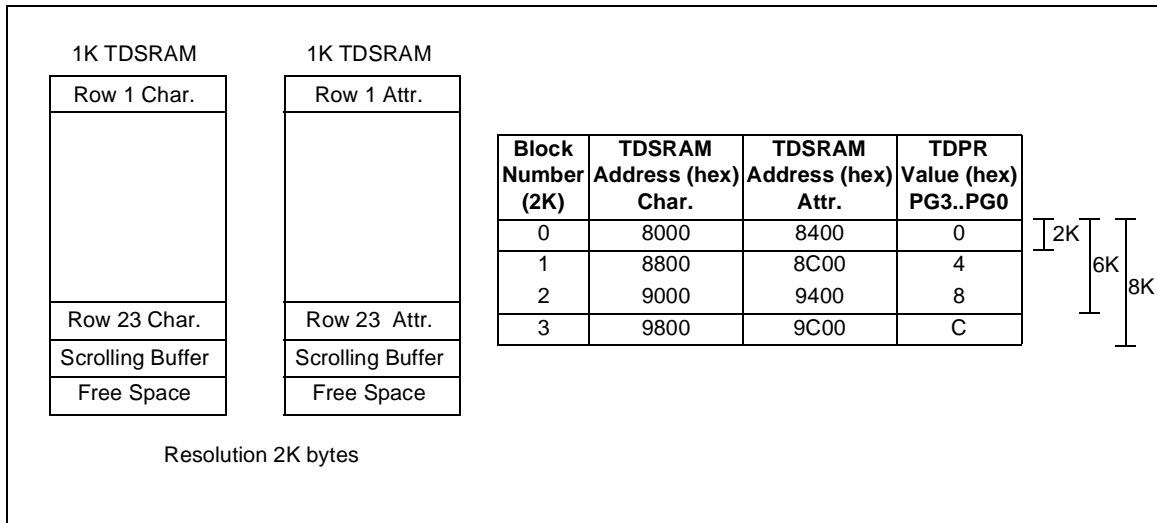 1K TDSRAM 1K TDSRAM
Row 1 Char. Row 1 Attr.
Row 23 Char. Row 23 Attr.
Scrolling Buffer Scrolling Buffer
Free Space Free Space
Resolution 2K bytes
Block TDSRAM TDSRAM TDPR
Number Address (hex) Address (hex) Value (hex)
(2K) Char. Attr. PG3..PG0
0 8000 8400 0
1 8800 8C00 4
2 9000 9400 8
3 9800 9C00 C
2K
6K
8K